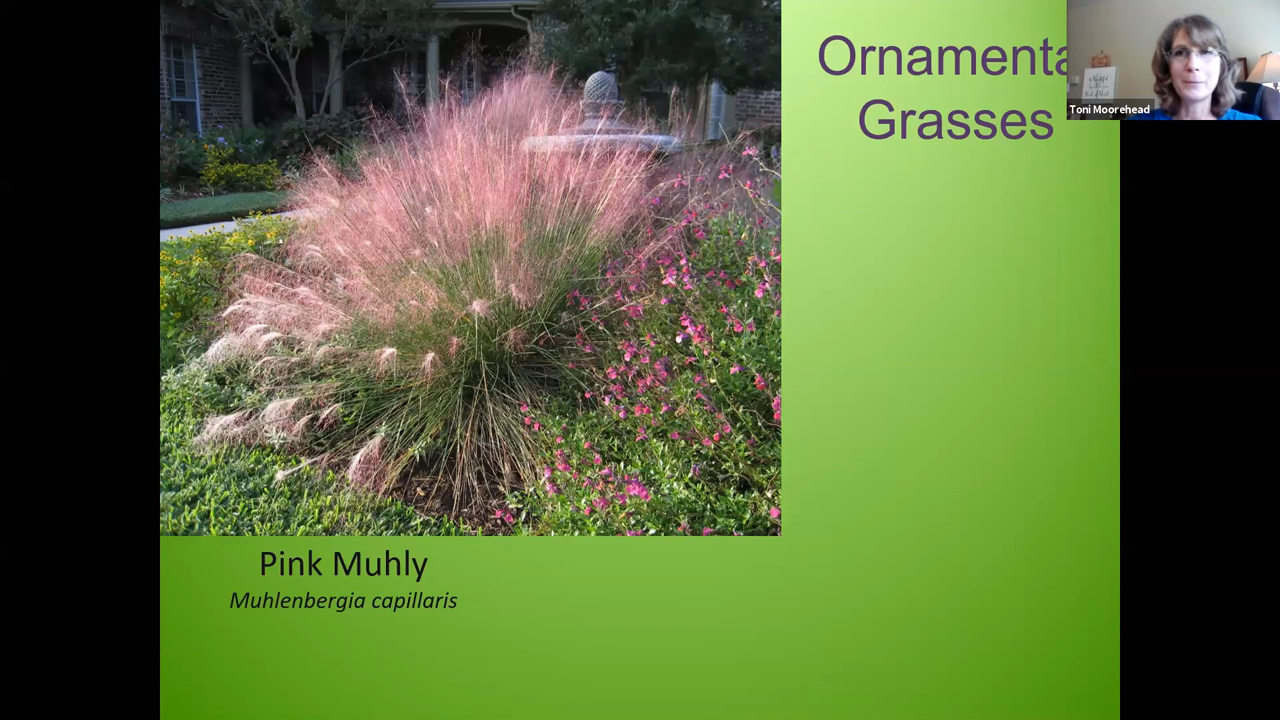 Ornamenta
Grasses
Toni Moorehead
Pink Muhly
Muhlenbergia capillaris